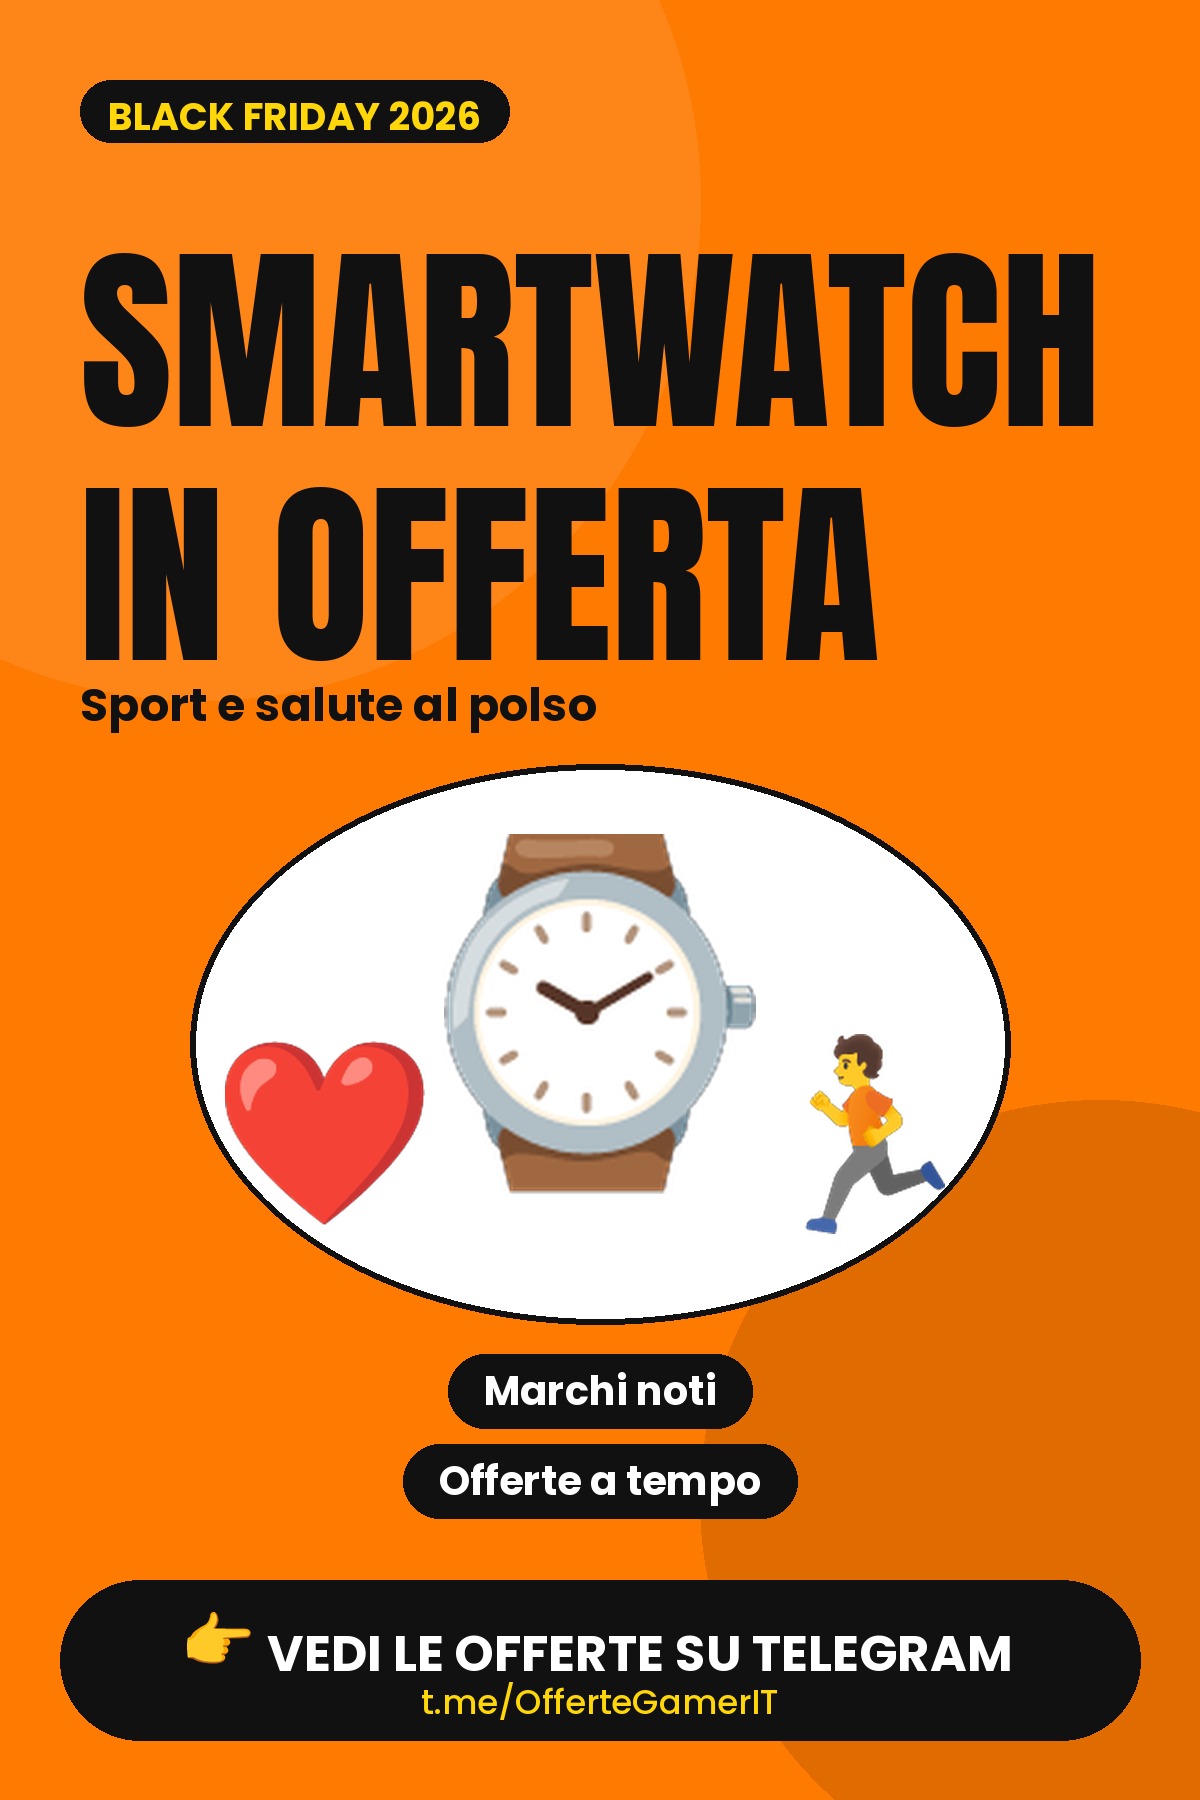 BLACK FRIDAY 2026
SMARTWATCH
IN OFFERTA
Sport e salute al polso
Marchi noti
Offerte a tempo
VEDI LE OFFERTE SU TELEGRAM
t.me/OfferteGamerIT